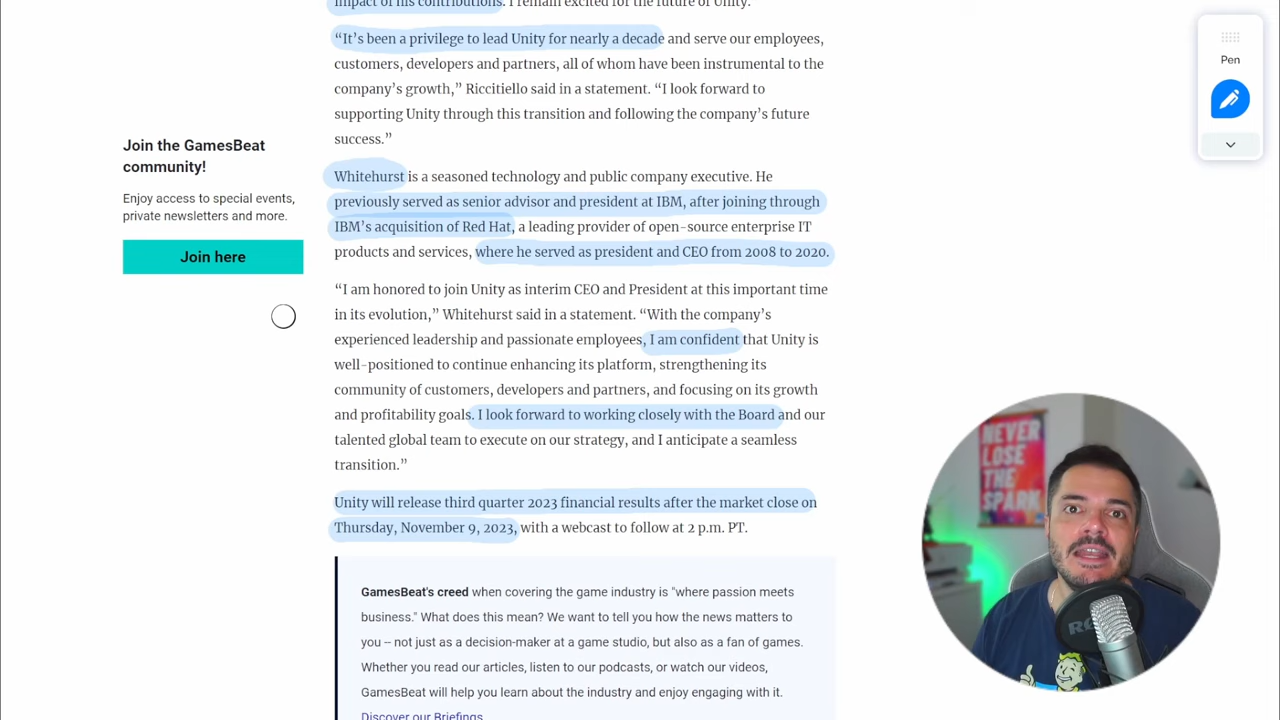 impact of his contributions. I remain excited for the future of Unity.
“It’s been a privilege to lead Unity for nearly a decade and serve our employees,
customers, developers and partners, all of whom have been instrumental to the
company’s growth,” Riccitiello said in a statement. “I look forward to
supporting Unity through this transition and following the company’s future
success.”
Join the GamesBeat
community!
Enjoy access to special events,
private newsletters and more.
Join here
Whitehurst is a seasoned technology and public company executive. He
previously served as senior advisor and president at IBM, after joining through
IBM’s acquisition of Red Hat, a leading provider of open-source enterprise IT
products and services, where he served as president and CEO from 2008 to 2020.
“I am honored to join Unity as interim CEO and President at this important time
in its evolution,” Whitehurst said in a statement. “With the company’s
experienced leadership and passionate employees, I am confident that Unity is
well-positioned to continue enhancing its platform, strengthening its
community of customers, developers and partners, and focusing on its growth
and profitability goals. I look forward to working closely with the Board and our
talented global team to execute on our strategy, and I anticipate a seamless
transition.”
Unity will release third quarter 2023 financial results after the market close on
Thursday, November 9, 2023, with a webcast to follow at 2 p.m. PT.
GamesBeat's creed when covering the game industry is "where passion meets
business." What does this mean? We want to tell you how the news matters to
you -- not just as a decision-maker at a game studio, but also as a fan of games.
Whether you read our articles, listen to our podcasts, or watch our videos,
GamesBeat will help you learn about the industry and enjoy engaging with it.
Discover our Briefings.
Pen
NEVER
LOSE
THE
SPARK